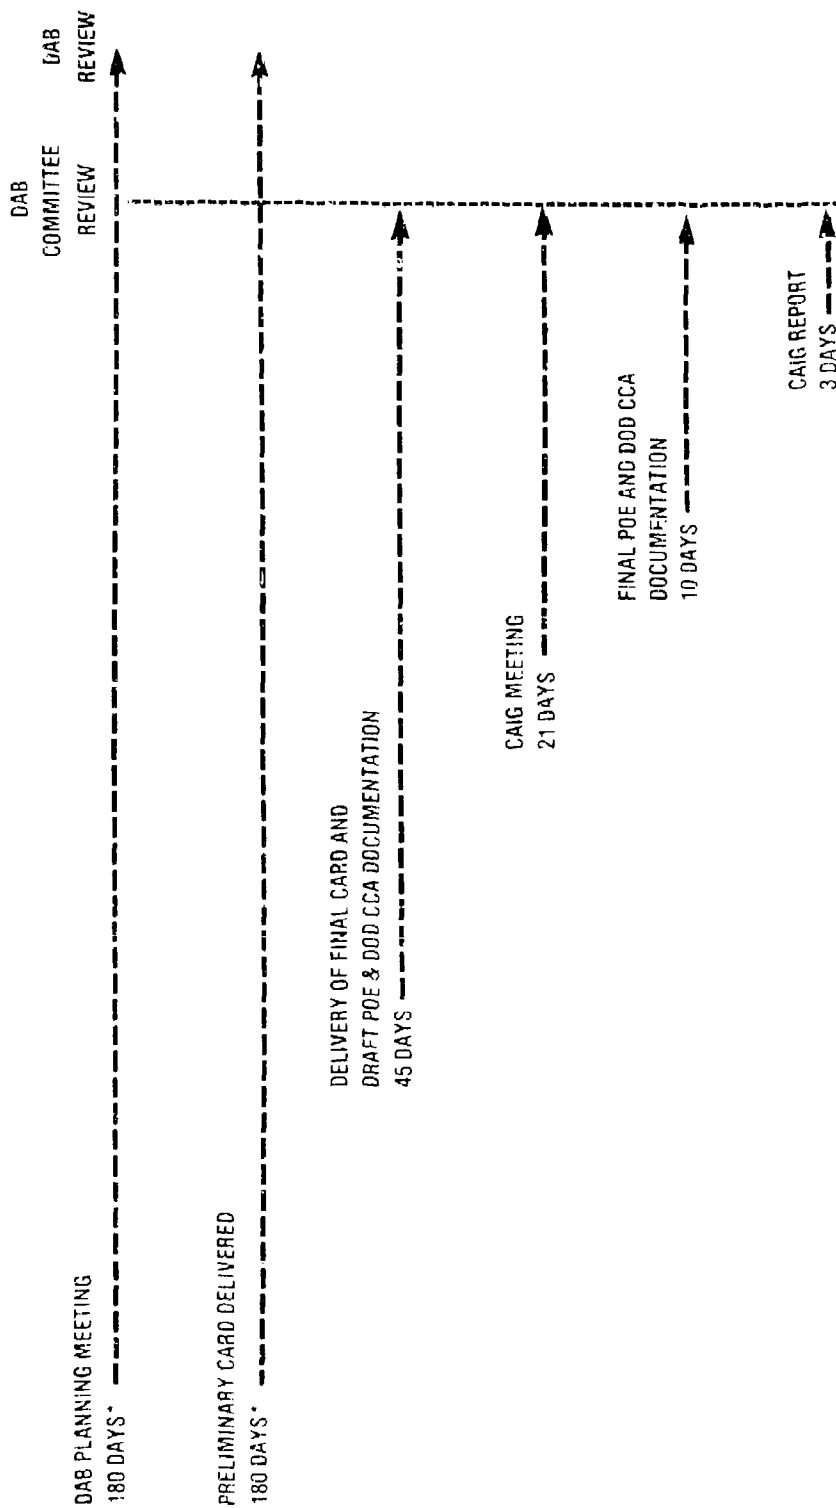 DAB
COMMITTEE
REVIEW
DAB
REVIEW
DAB PLANNING MEETING
180 DAYS*
PRELIMINARY CARD DELIVERED
180 DAYS*
DELIVERY OF FINAL CARD AND
DRAFT POE & DOD CCA DOCUMENTATION
45 DAYS
CAIG MEETING
21 DAYS
FINAL POE AND DOD CCA
DOCUMENTATION
10 DAYS
CAIG REPORT
3 DAYS